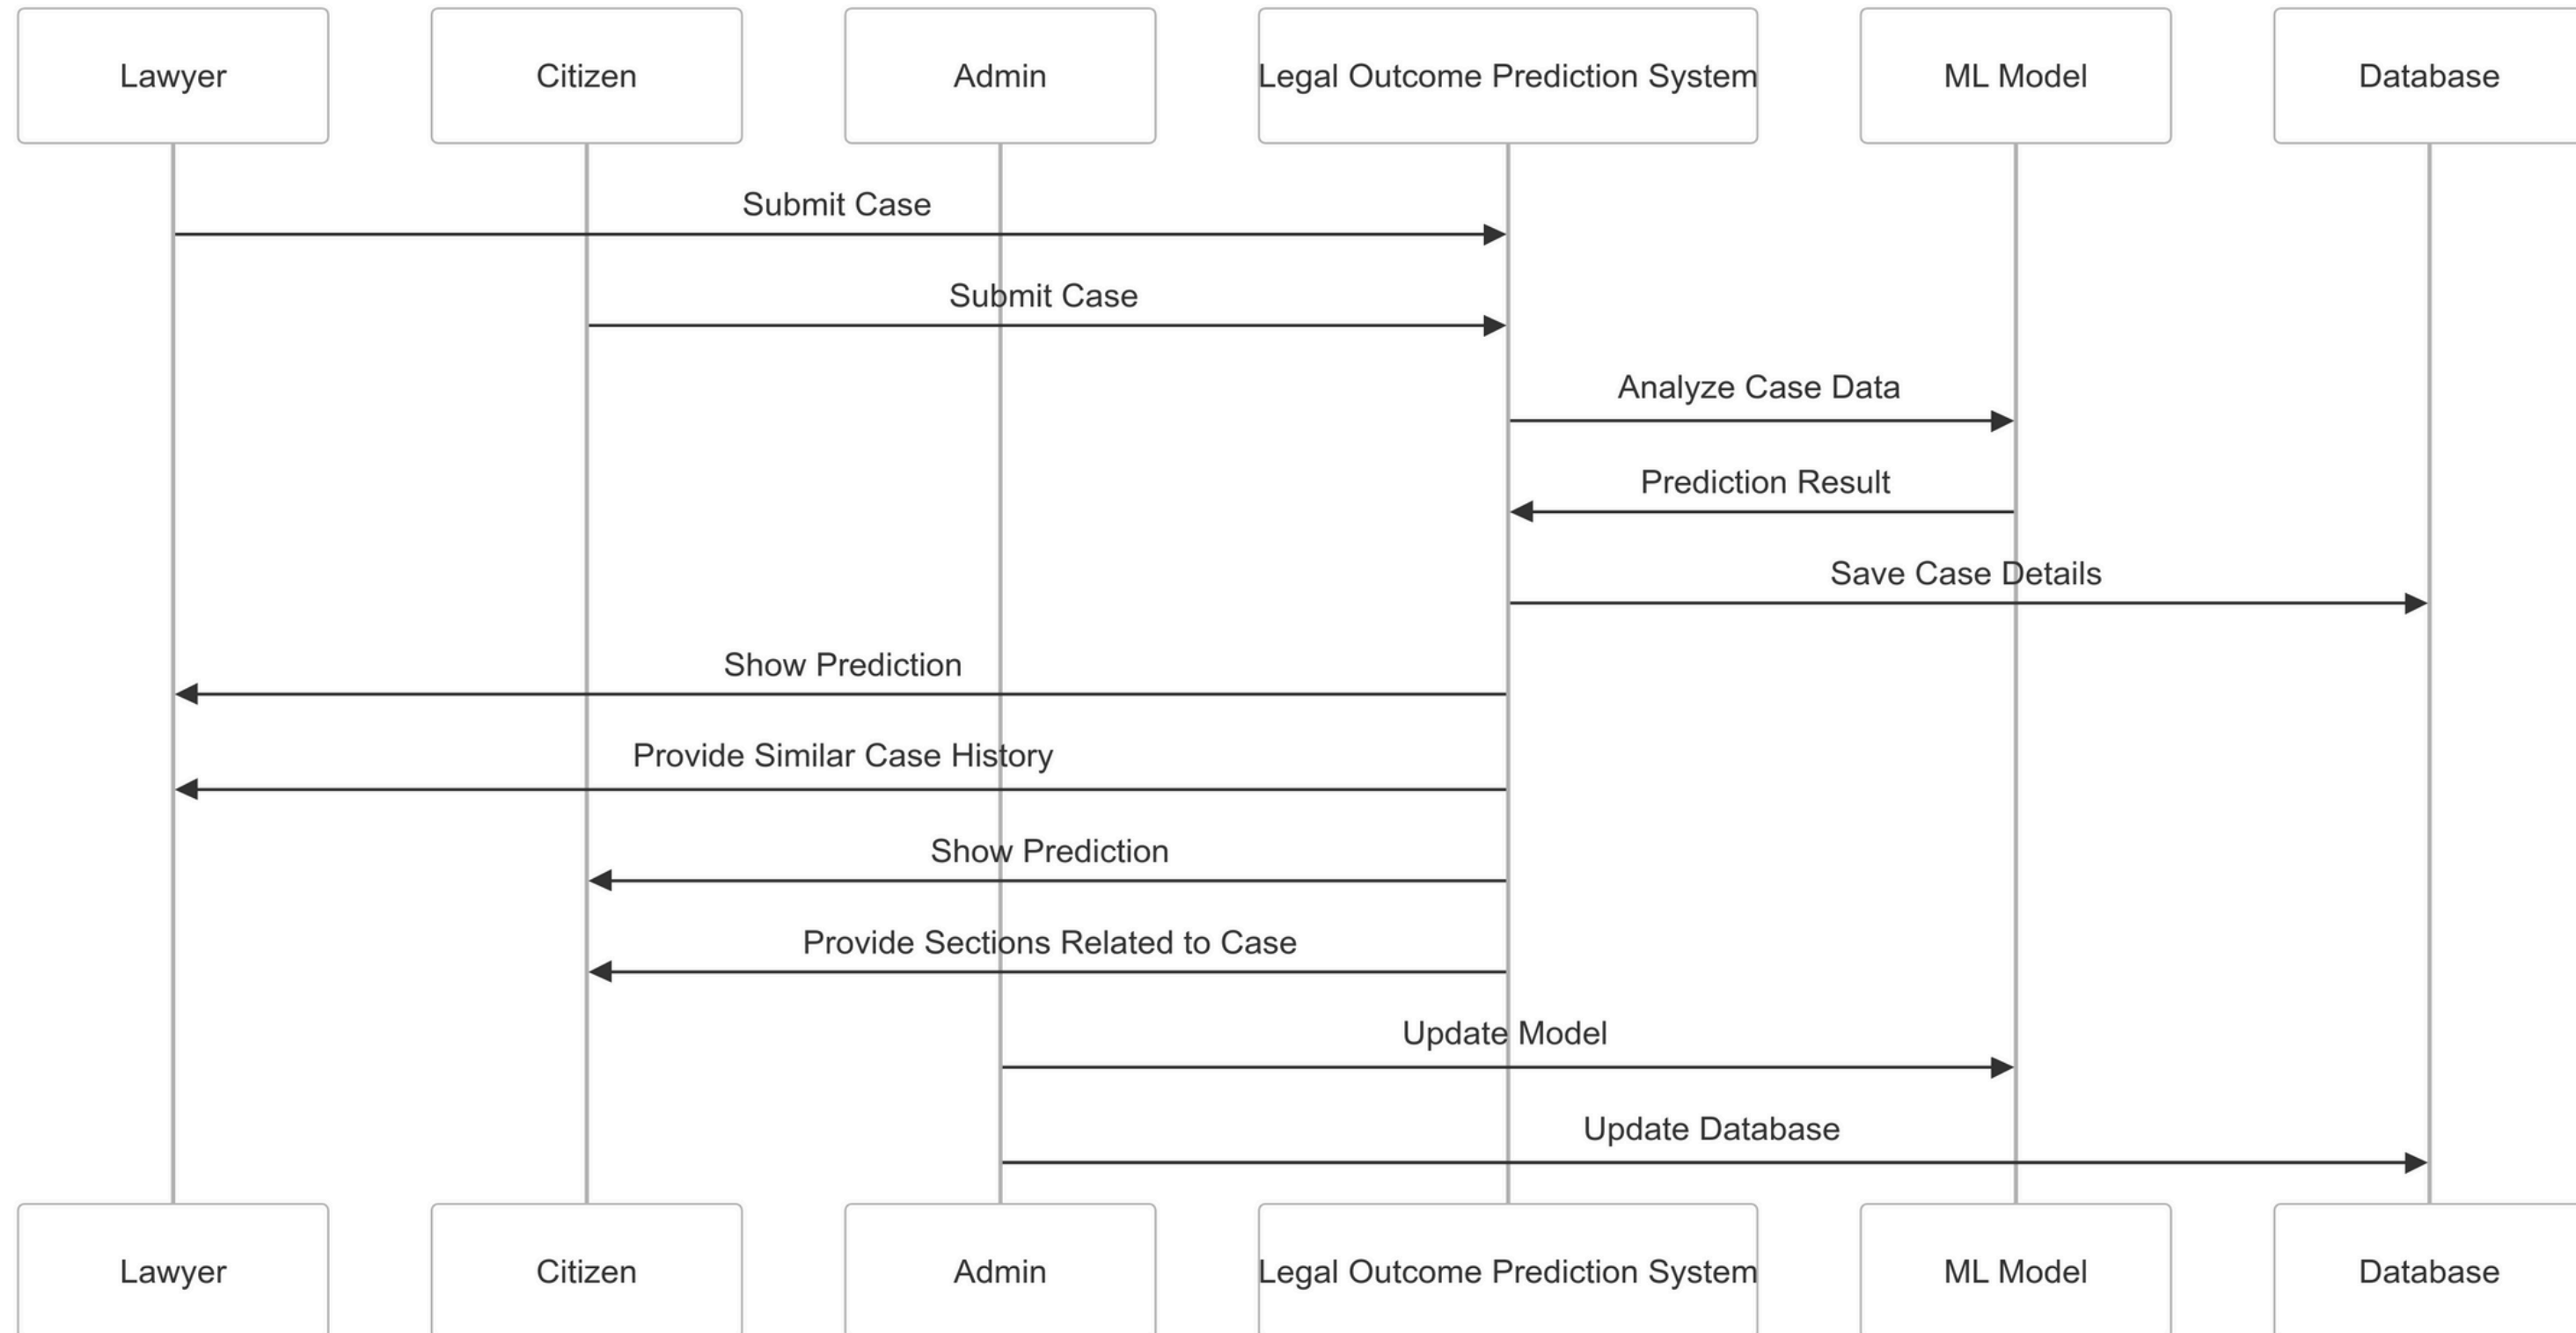 Lawyer
Citizen
Admin
Legal Outcome Prediction System
ML Model
Database
Submit Case
Submit Case
Analyze Case Data
Prediction Result
Save Case Details
Show Prediction
Provide Similar Case History
Show Prediction
Provide Sections Related to Case
Update Model
Update Database
Lawyer
Citizen
Admin
Legal Outcome Prediction System
ML Model
Database